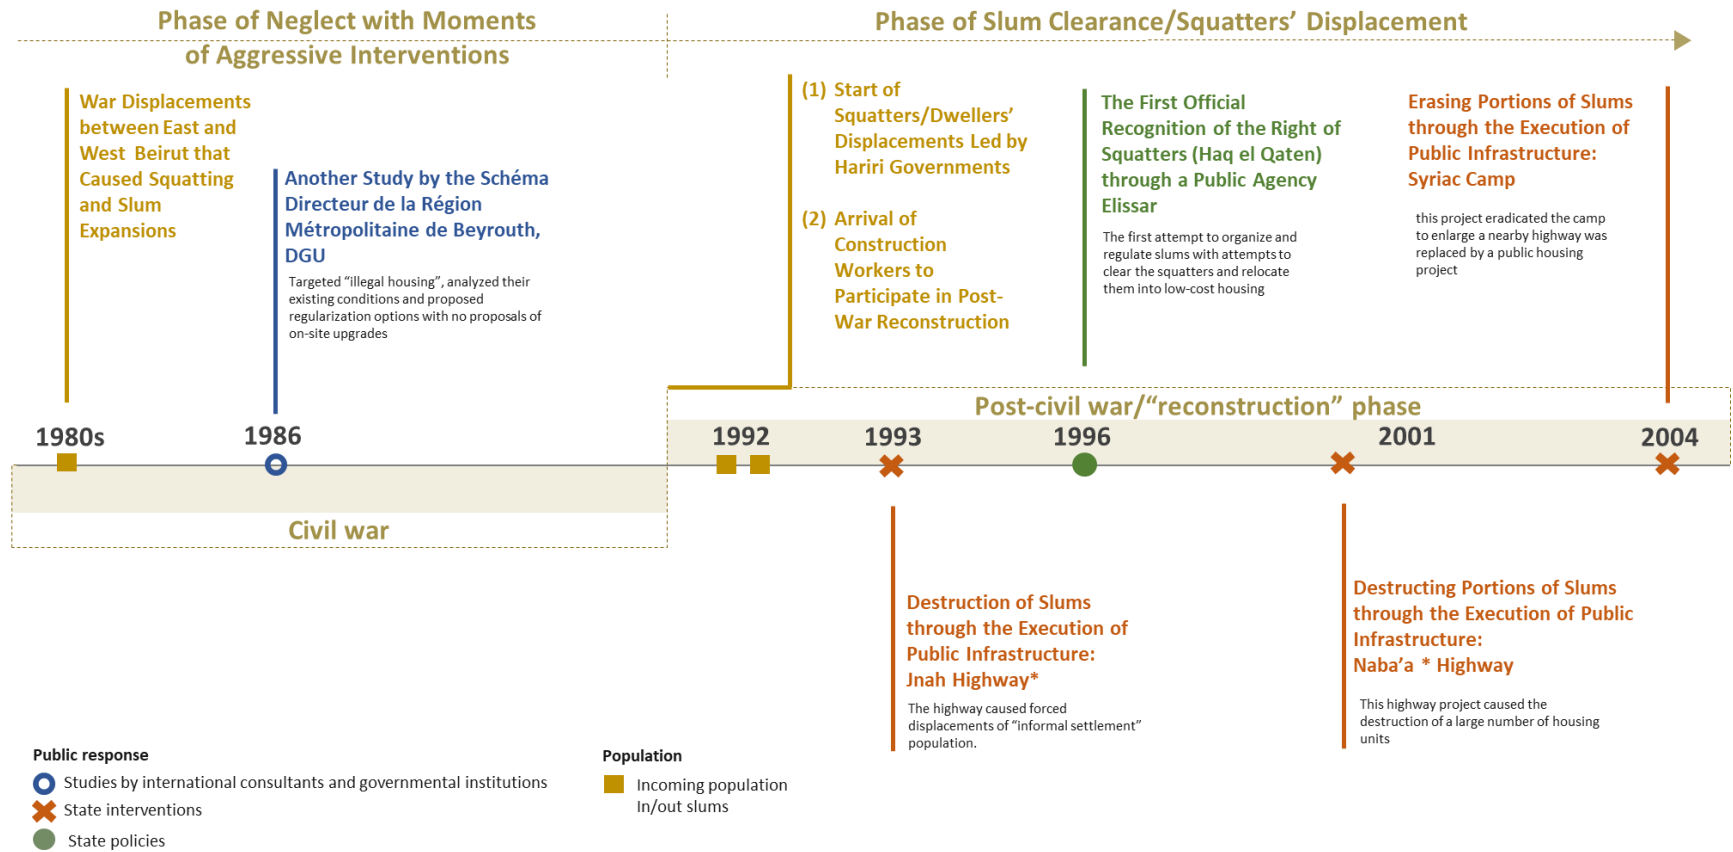 Phase of Neglect with Moments
of Aggressive Interventions
Phase of Slum Clearance/Squatters’ Displacement
War Displacements
between East and
West Beirut that
Caused Squatting
and Slum
Expansions
Another Study by the Schéma
Directeur de la Région
Métropolitaine de Beyrouth,
DGU
Targeted “illegal housing”, analyzed their
existing conditions and proposed
regularization options with no proposals of
on-site upgrades
(1) Start of
Squatters/Dwellers’
Displacements Led by
Hariri Governments
(2) Arrival of
Construction
Workers to
Participate in Post-
War Reconstruction
The First Official
Recognition of the Right of
Squatters (Haq el Qaten)
through a Public Agency
Elissar
The first attempt to organize and
regulate slums with attempts to
clear the squatters and relocate
them into low-cost housing
Erasing Portions of Slums
through the Execution of
Public Infrastructure:
Syriac Camp
this project eradicated the camp
to enlarge a nearby highway was
replaced by a public housing
project
Post-civil war/“reconstruction” phase
1980s
1986
1992
1993
1996
2001
2004
Civil war
Destruction of Slums
through the Execution of
Public Infrastructure:
Jnah Highway*
The highway caused forced
displacements of “informal settlement”
population.
Destructing Portions of Slums
through the Execution of Public
Infrastructure:
Naba’a * Highway
This highway project caused the
destruction of a large number of housing
units
Public response
Studies by international consultants and governmental institutions
State interventions
State policies
Population
Incoming population
In/out slums